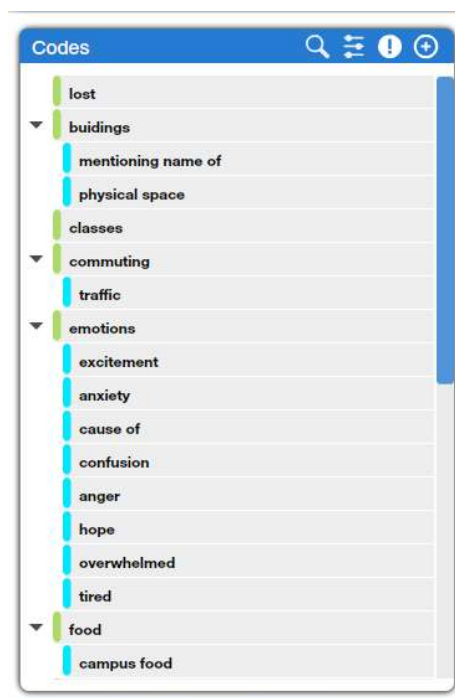 Codes
lost
buidings
mentioning name of
physical space
classes
commuting
traffic
emotions
excitement
anxiety
cause of
confusion
anger
hope
overwhelmed
tired
food
campus food